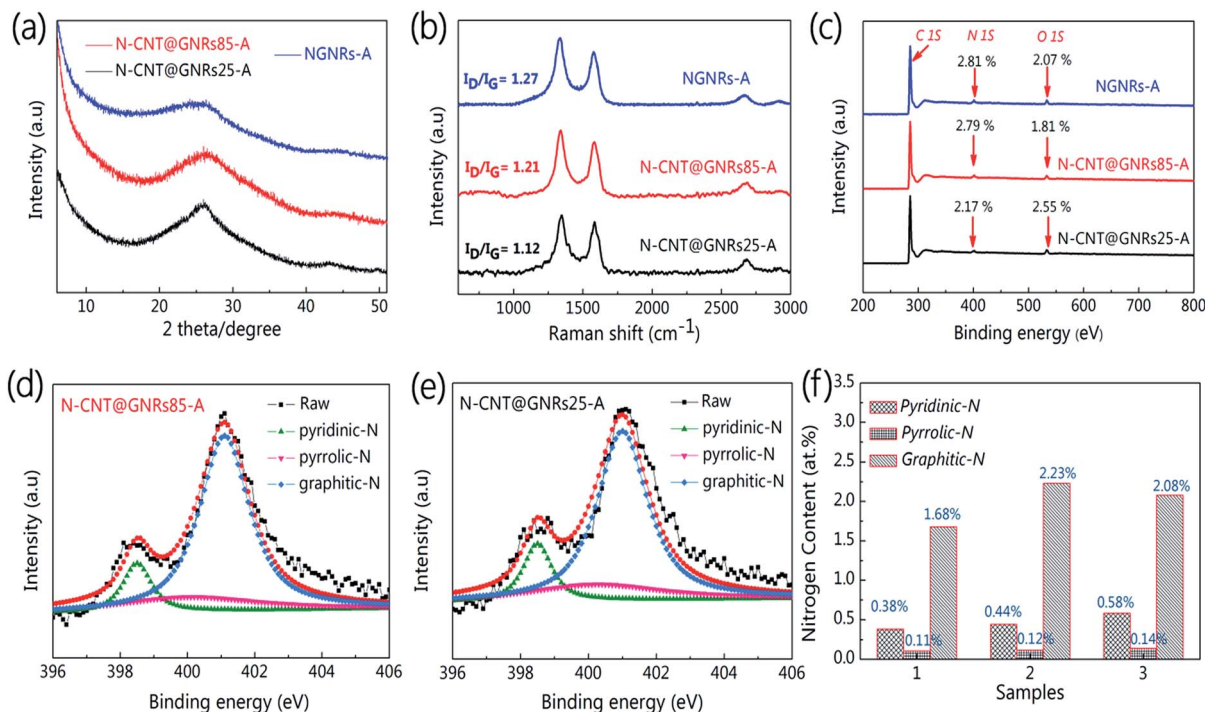 (a)
N-CNT@GNRs85-A
NGNRs-A
N-CNT@GNRs25-A
Intensity (a.u)
10 20 30 40 50
2 theta/degree
(b)
I_D/I_G = 1.27
NGNRs-A
I_D/I_G = 1.21
N-CNT@GNRs85-A
I_D/I_G = 1.12
N-CNT@GNRs25-A
Intensity (a.u)
1000 1500 2000 2500 3000
Raman shift (cm⁻¹)
(c)
C 1S N 1S O 1S
2.81 % 2.07 %
NGNRs-A
2.79 % 1.81 %
N-CNT@GNRs85-A
2.17 % 2.55 %
N-CNT@GNRs25-A
Intensity (a.u)
200 300 400 500 600 700 800
Binding energy (eV)
(d)
N-CNT@GNRs85-A
Raw
pyridinic-N
pyrrolic-N
graphitic-N
Intensity (a.u)
396 398 400 402 404 406
Binding energy (eV)
(e)
N-CNT@GNRs25-A
Raw
pyridinic-N
pyrrolic-N
graphitic-N
Intensity (a.u)
396 398 400 402 404 406
Binding energy (eV)
(f)
Pyridinic-N
Pyrrolic-N
Graphitic-N
Nitrogen Content (at.%)
3.5
3.0
2.5
2.0
1.5
1.0
0.5
0.0
0.38% 0.11% 1.68%
0.44% 0.12% 2.23%
0.58% 0.14% 2.08%
1 2 3
Samples